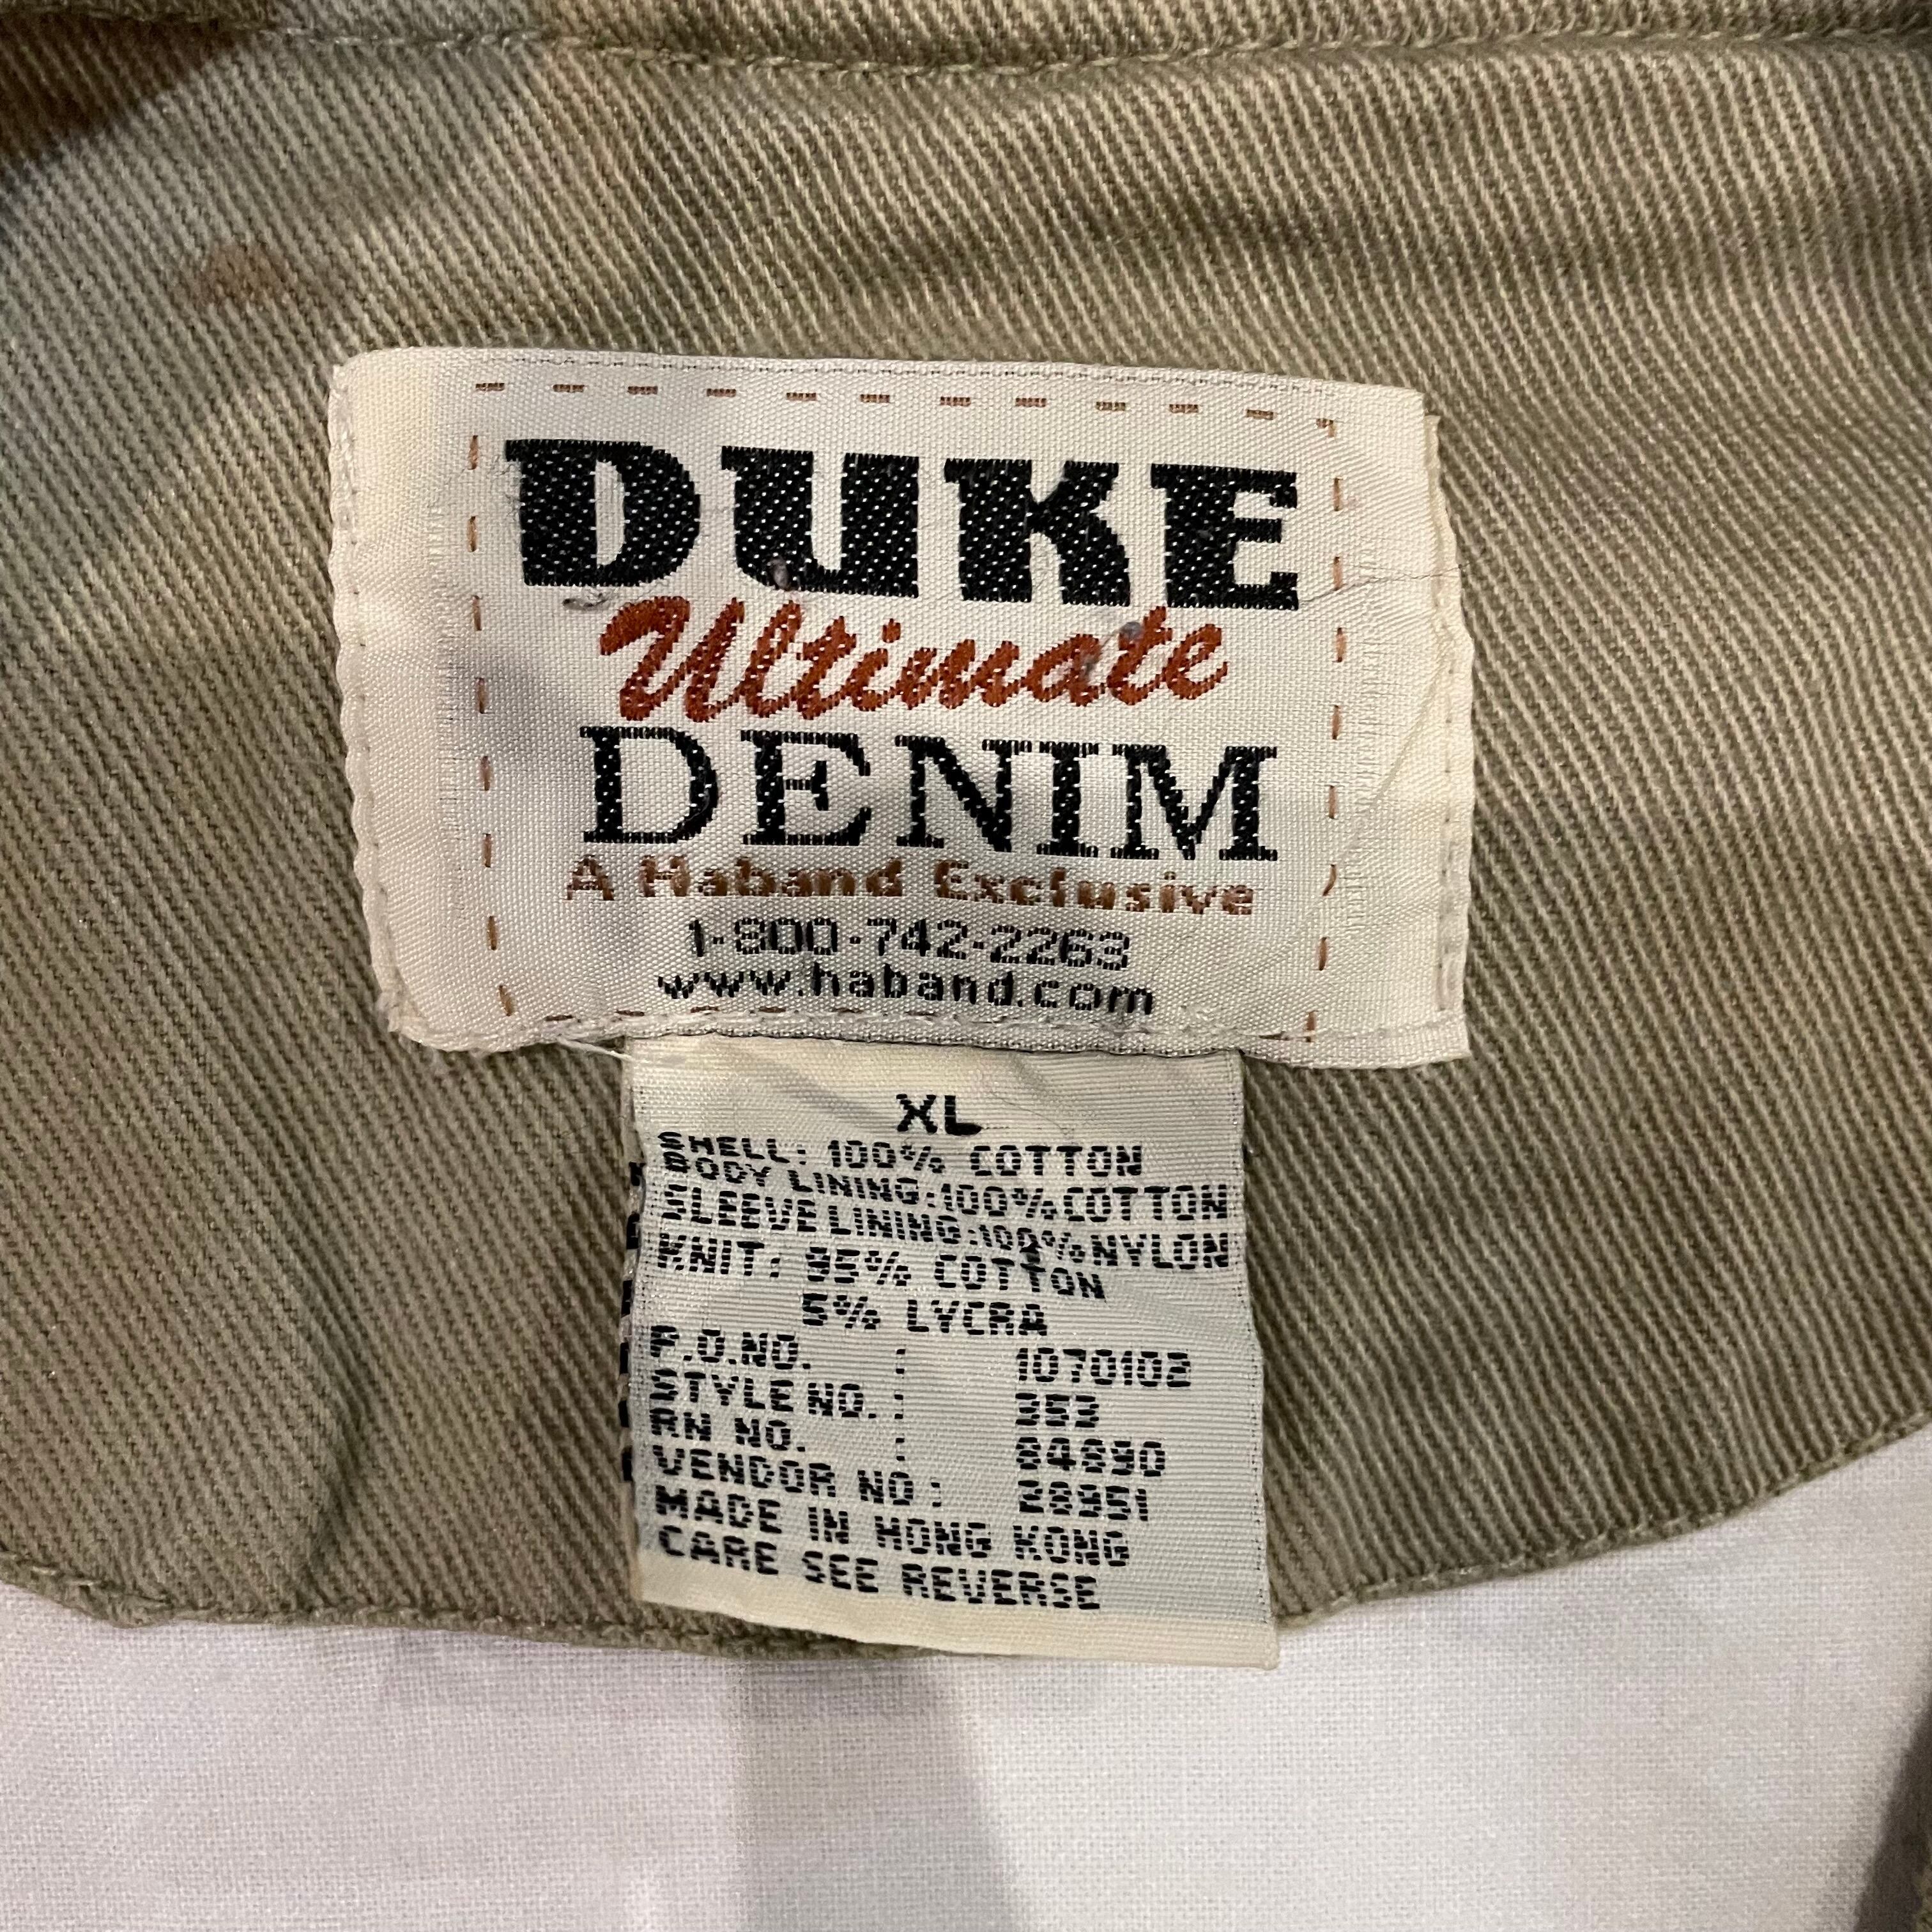 DUKE
Ultimate
DENIM
A Haband Exclusive
1-800-742-2263
www.haband.com
XL
SHELL: 100% COTTON
BODY LINING:100%COTTON
SLEEVE LINING:100%NYLON
KNIT: 95% COTTON
5% LYCRA
P.O.NO. : 1070102
STYLE NO. : 353
RN NO. : 84890
VENDOR NO : 28951
MADE IN HONG KONG
CARE SEE REVERSE